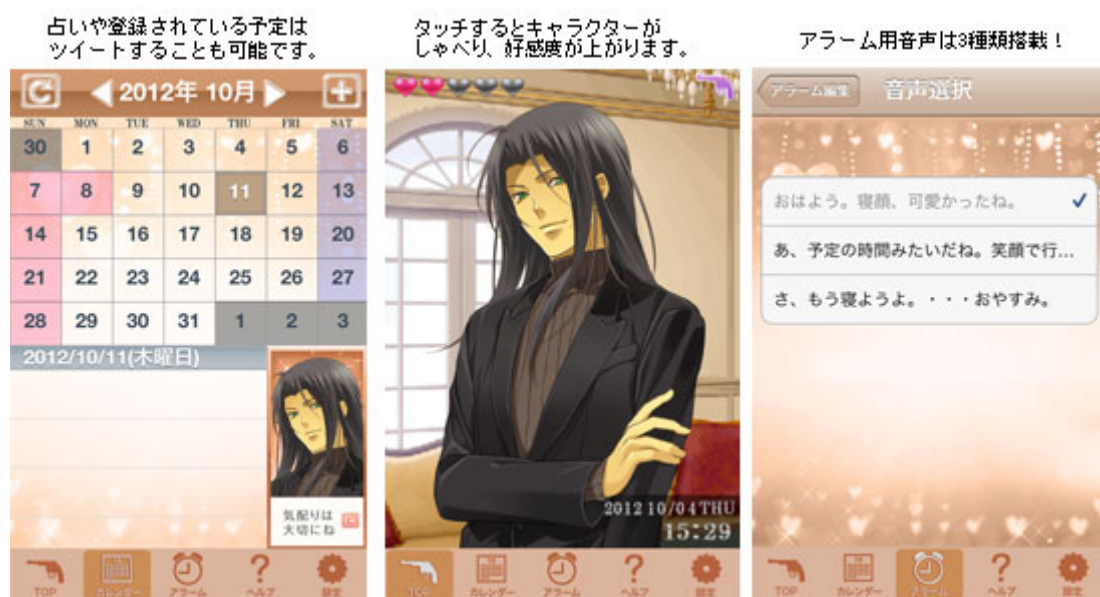 占いや登録されている予定は
ツイートすることも可能です。
2012年 10月
SUN MON TUE WED THU FRI SAT
30 1 2 3 4 5 6
7 8 9 10 11 12 13
14 15 16 17 18 19 20
21 22 23 24 25 26 27
28 29 30 31 1 2 3
2012/10/11(木曜日)
気配りは
大切にね
TOP カレンダー アラーム ヘルプ 設定
タッチするとキャラクターが
しゃべり、好感度が上がります。
2012 10/04 THU
15:29
TOP カレンダー アラーム ヘルプ 設定
アラーム用音声は3種類搭載！
アラーム編集 音声選択
おはよう。寝顔、可愛かったね。
あ、予定の時間みたいだね。笑顔で行...
さ、もう寝ようよ。・・・おやすみ。
TOP カレンダー アラーム ヘルプ 設定